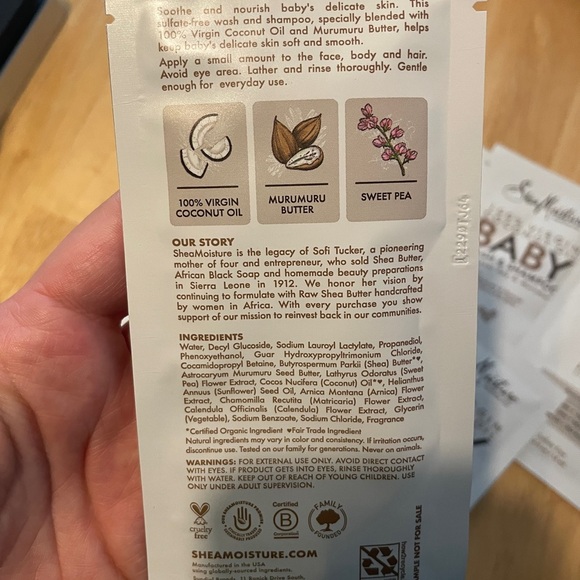 Soothe and nourish baby's delicate skin. This
sulfate-free wash and shampoo, specially blended with
100% Virgin Coconut Oil and Murumuru Butter, helps
keep baby's delicate skin soft and smooth.
Apply a small amount to the face, body and hair.
Avoid eye area. Lather and rinse thoroughly. Gentle
enough for everyday use.
100% VIRGIN
COCONUT OIL
MURUMURU
BUTTER
SWEET PEA
OUR STORY
SheaMoisture is the legacy of Sofi Tucker, a pioneering
mother of four and entrepreneur, who sold Shea Butter,
African Black Soap and homemade beauty preparations
in Sierra Leone in 1912. We honor her vision by
continuing to formulate with Raw Shea Butter handcrafted
by women in Africa. With every purchase you show
support of our mission to reinvest back in our communities.
INGREDIENTS
Water, Decyl Glucoside, Sodium Lauroyl Lactylate, Propanediol,
Phenoxyethanol, Guar Hydroxypropyltrimonium Chloride,
Cocamidopropyl Betaine, Butyrospermum Parkii (Shea) Butter*♥,
Astrocaryum Murumuru Seed Butter, Lathyrus Odoratus (Sweet
Pea) Flower Extract, Cocos Nucifera (Coconut) Oil*♥, Helianthus
Annuus (Sunflower) Seed Oil, Arnica Montana (Arnica) Flower
Extract, Chamomilla Recutita (Matricaria) Flower Extract,
Calendula Officinalis (Calendula) Flower Extract, Glycerin
(Vegetable), Sodium Benzoate, Sodium Chloride, Fragrance
*Certified Organic Ingredient ♥Fair Trade Ingredient
Natural ingredients may vary in color and consistency. If irritation occurs,
discontinue use. Tested on our family for generations. Never on animals.
WARNINGS: FOR EXTERNAL USE ONLY. AVOID DIRECT CONTACT
WITH EYES. IF PRODUCT GETS INTO EYES, RINSE THOROUGHLY
WITH WATER. KEEP OUT OF REACH OF YOUNG CHILDREN. USE
ONLY UNDER ADULT SUPERVISION.
cruelty
free
Certified
B
Corporation
FAMILY
FOUNDED
SHEAMOISTURE.COM
Manufactured in the USA
using globally-sourced ingredients.
SAMPLE NOT FOR SALE
SheaMoisture
BABY